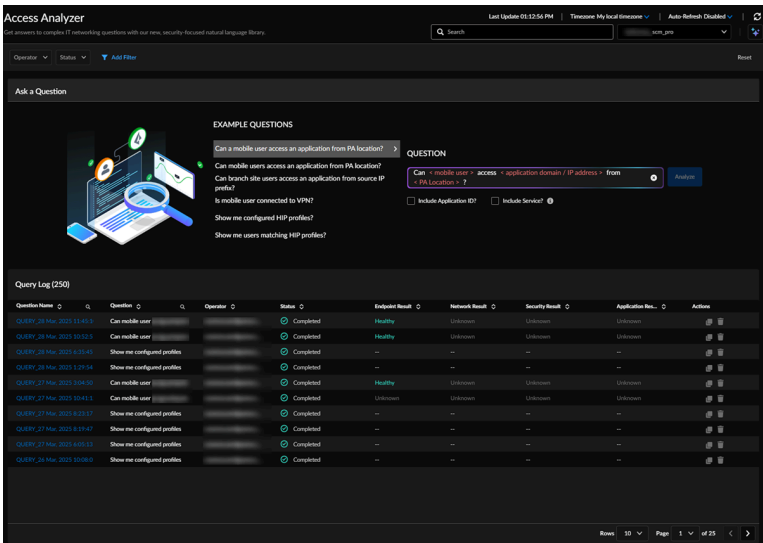 Access Analyzer
Last Update 01:12:56 PM | Timezone My local timezone | Auto-Refresh Disabled
Get answers to complex IT networking questions with our new, security-focused natural language library.
Search
scm_pro
Operator Status Add Filter
Reset
Ask a Question
EXAMPLE QUESTIONS
Can a mobile user access an application from PA location?
Can mobile users access an application from PA location?
Can branch site users access an application from source IP
prefix?
Is mobile user connected to VPN?
Show me configured HIP profiles?
Show me users matching HIP profiles?
QUESTION
Can < mobile user > access < application domain / IP address > from
< PA Location > ?
Analyze
Include Application ID? Include Service?
Query Log (250)
Question Name Question Operator Status Endpoint Result Network Result Security Result Application Res... Actions
QUERY_28 Mar, 2025 11:45:5 Can mobile user Completed Healthy Unknown Unknown Unknown
QUERY_28 Mar, 2025 10:52:5 Can mobile user Completed Healthy Unknown Unknown Unknown
QUERY_28 Mar, 2025 6:35:45 Show me configured profiles Completed -- -- -- --
QUERY_28 Mar, 2025 1:29:54 Show me configured profiles Completed -- -- -- --
QUERY_27 Mar, 2025 3:04:50 Can mobile user Completed Healthy Unknown Unknown Unknown
QUERY_27 Mar, 2025 10:41:1 Can mobile user Completed Unknown Unknown Unknown Unknown
QUERY_27 Mar, 2025 8:22:17 Show me configured profiles Completed -- -- -- --
QUERY_27 Mar, 2025 8:19:47 Show me configured profiles Completed -- -- -- --
QUERY_27 Mar, 2025 6:05:12 Show me configured profiles Completed -- -- -- --
QUERY_26 Mar, 2025 10:08:0 Show me configured profiles Completed -- -- -- --
Rows 10 Page 1 of 25